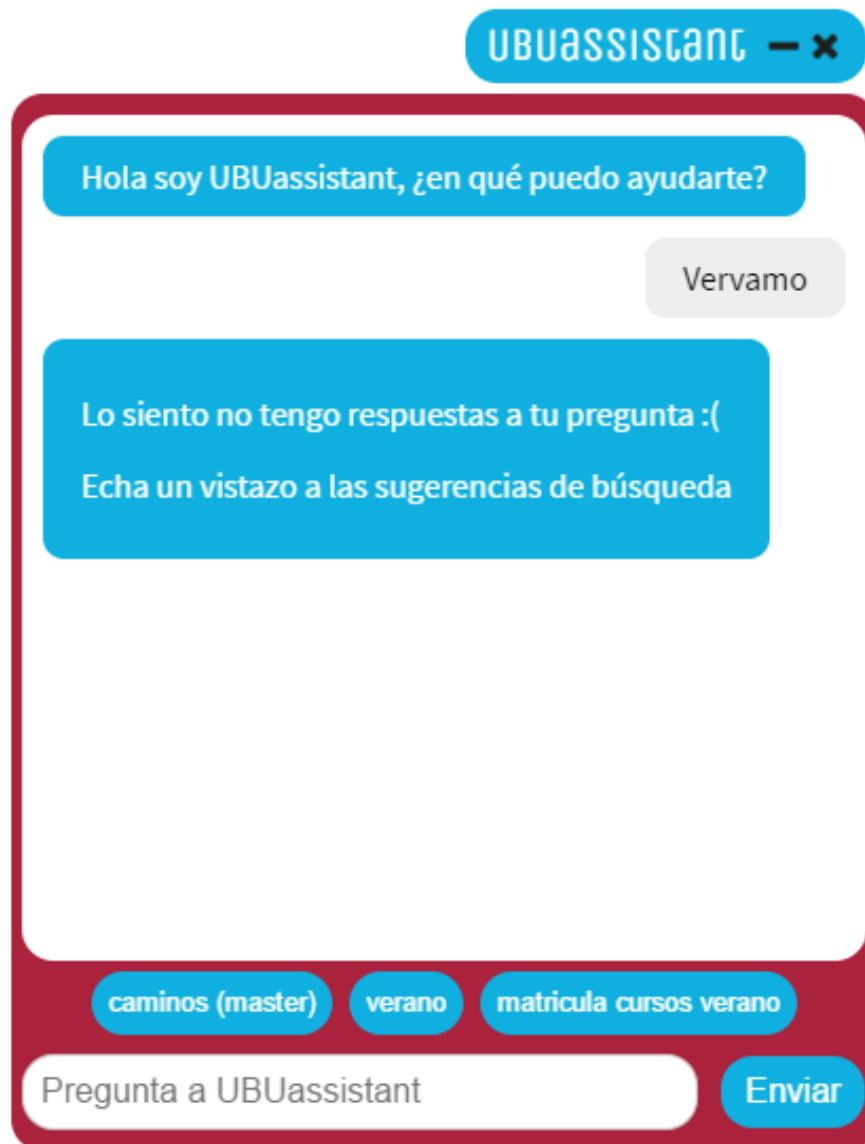 UBUassistant
Hola soy UBUassistant, ¿en qué puedo ayudarte?
Vervamo
Lo siento no tengo respuestas a tu pregunta :(
Echa un vistazo a las sugerencias de búsqueda
caminos (master) verano matricula cursos verano
Pregunta a UBUassistant Enviar